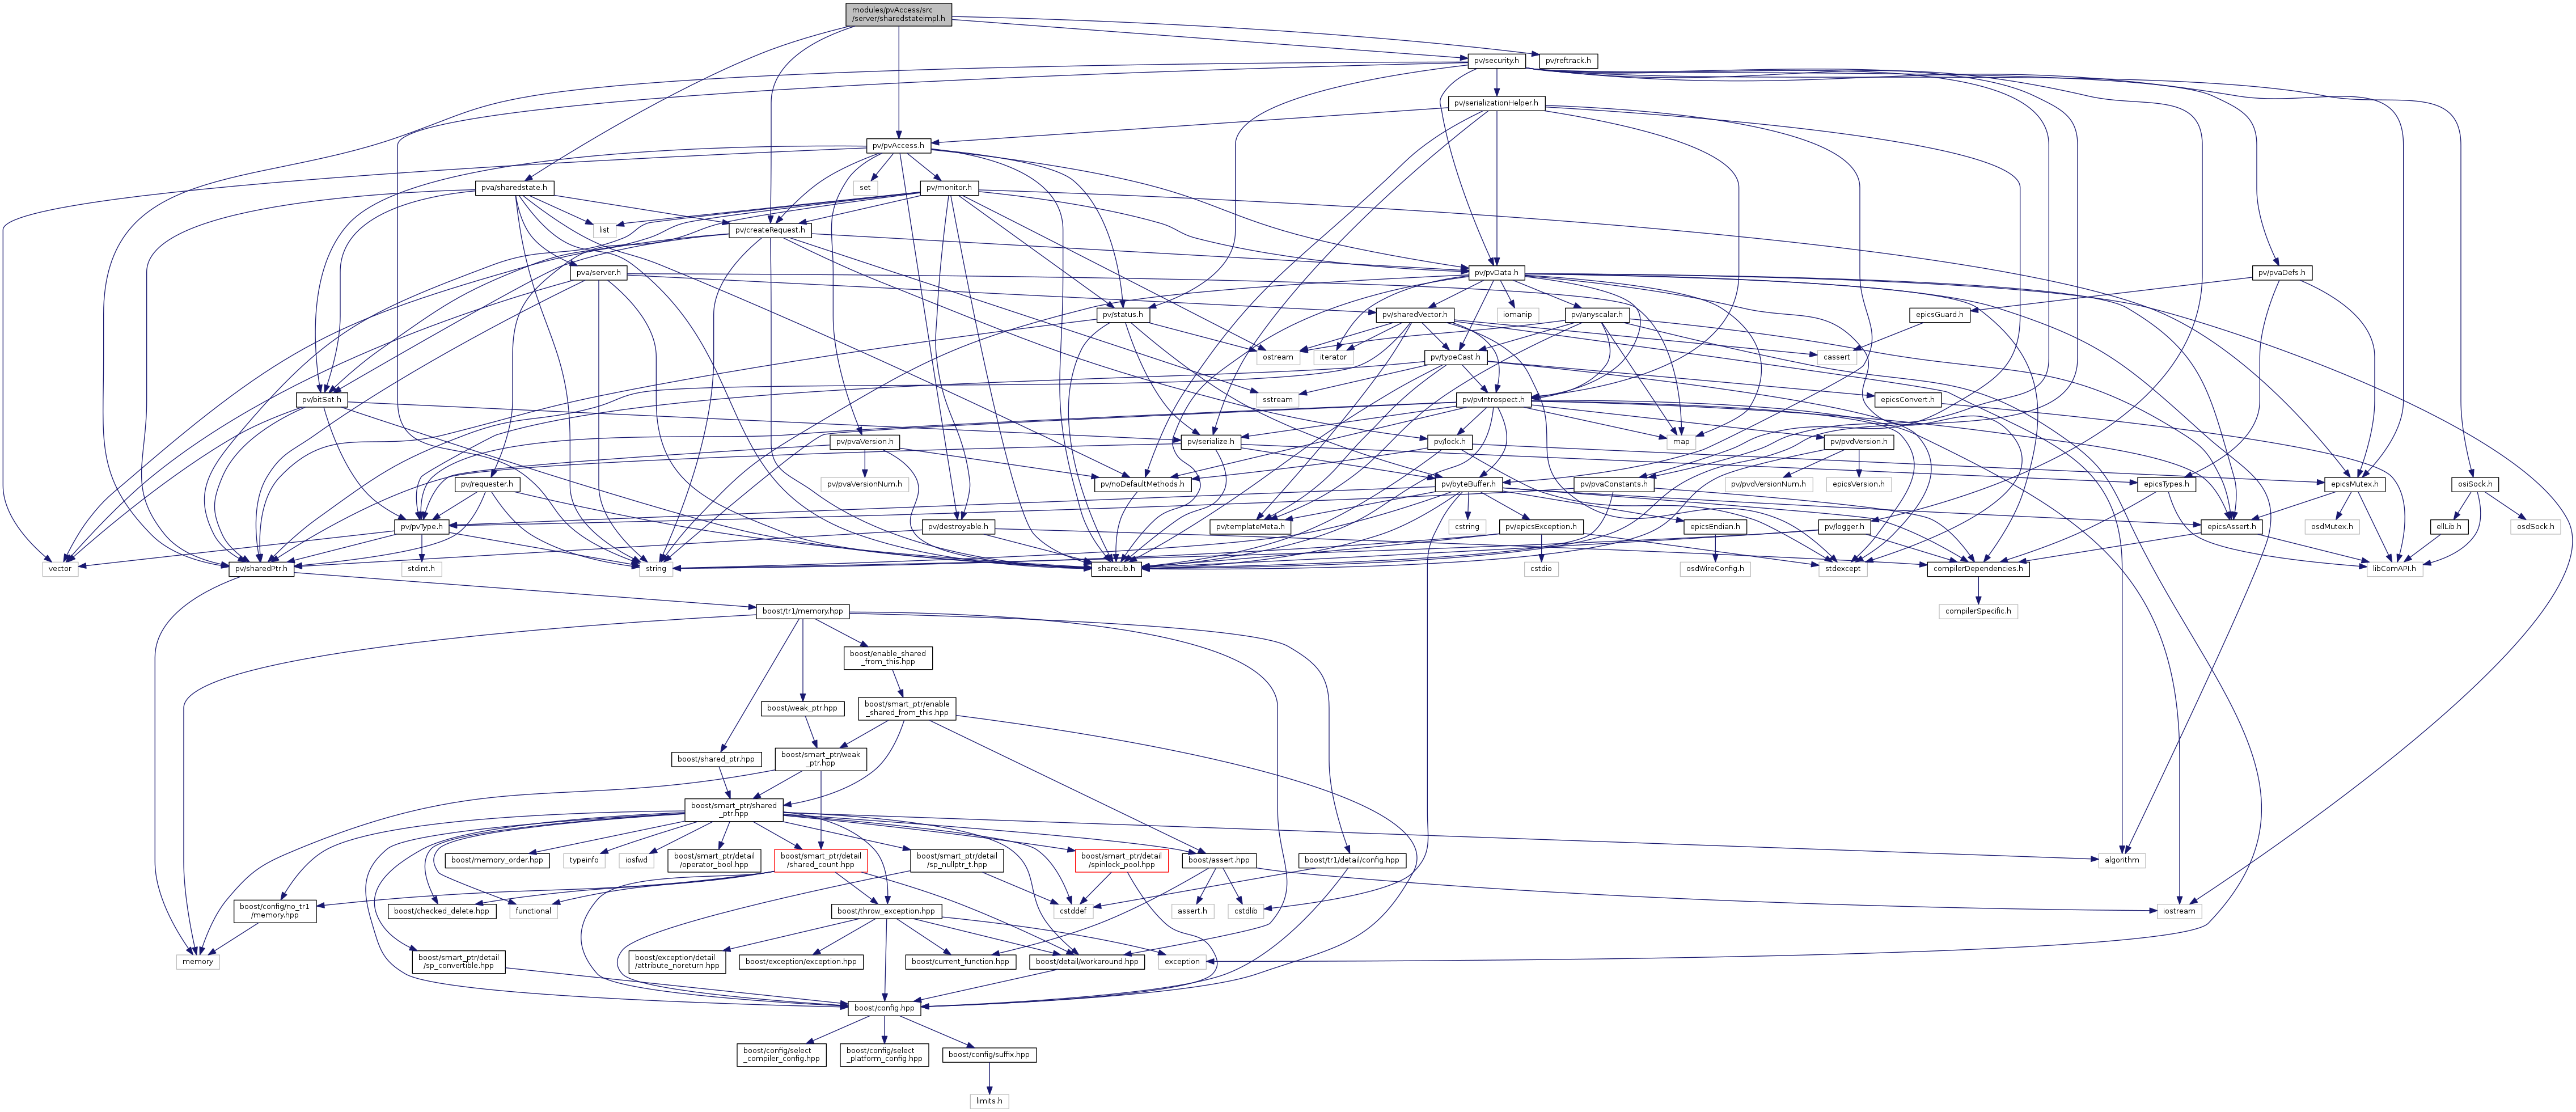 modules/pvAccess/src
/server/sharedstateimpl.h
pv/security.h
pv/reftrack.h
pv/serializationHelper.h
pv/pvAccess.h
pva/sharedstate.h
set
pv/monitor.h
list
pv/createRequest.h
pva/server.h
pv/pvData.h
pv/pvaDefs.h
pv/status.h
pv/sharedVector.h
iomanip
pv/anyscalar.h
epicsGuard.h
ostream
iterator
pv/typeCast.h
cassert
pv/bitSet.h
sstream
pv/pvIntrospect.h
epicsConvert.h
pv/pvaVersion.h
pv/serialize.h
pv/lock.h
map
pv/pvdVersion.h
pv/requester.h
pv/pvaVersionNum.h
pv/noDefaultMethods.h
pv/byteBuffer.h
pv/pvaConstants.h
pv/pvdVersionNum.h
epicsVersion.h
epicsTypes.h
epicsMutex.h
osiSock.h
pv/pvType.h
pv/destroyable.h
pv/templateMeta.h
cstring
pv/epicsException.h
epicsEndian.h
pv/logger.h
epicsAssert.h
osdMutex.h
ellLib.h
osdSock.h
vector
pv/sharedPtr.h
stdint.h
string
shareLib.h
cstdio
osdWireConfig.h
stdexcept
compilerDependencies.h
libComAPI.h
boost/tr1/memory.hpp
compilerSpecific.h
boost/enable_shared
_from_this.hpp
boost/weak_ptr.hpp
boost/smart_ptr/enable
_shared_from_this.hpp
boost/shared_ptr.hpp
boost/smart_ptr/weak
_ptr.hpp
boost/smart_ptr/shared
_ptr.hpp
boost/memory_order.hpp
typeinfo
iosfwd
boost/smart_ptr/detail
/operator_bool.hpp
boost/smart_ptr/detail
/shared_count.hpp
boost/smart_ptr/detail
/sp_nullptr_t.hpp
boost/smart_ptr/detail
/spinlock_pool.hpp
boost/assert.hpp
boost/tr1/detail/config.hpp
algorithm
boost/config/no_tr1
/memory.hpp
boost/checked_delete.hpp
functional
boost/throw_exception.hpp
cstddef
assert.h
cstdlib
iostream
memory
boost/smart_ptr/detail
/sp_convertible.hpp
boost/exception/detail
/attribute_noreturn.hpp
boost/exception/exception.hpp
boost/current_function.hpp
boost/detail/workaround.hpp
exception
boost/config.hpp
boost/config/select
_compiler_config.hpp
boost/config/select
_platform_config.hpp
boost/config/suffix.hpp
limits.h